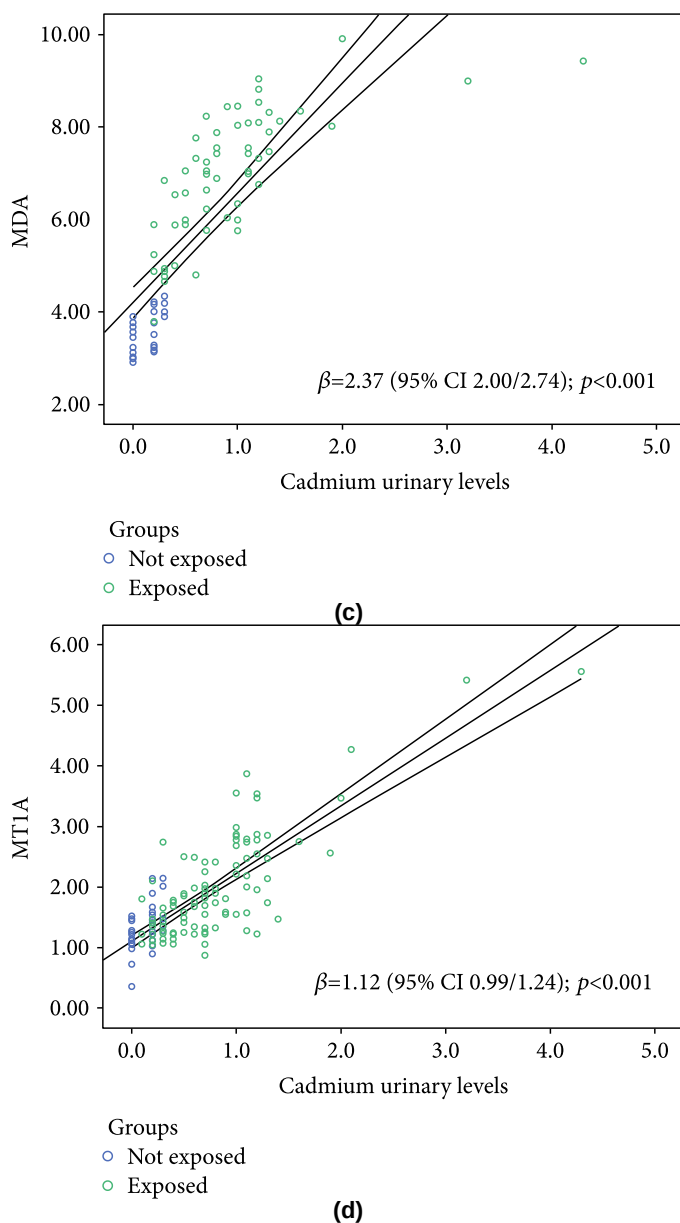 10.00
8.00
6.00
4.00
2.00
MDA
β=2.37 (95% CI 2.00/2.74); p<0.001
0.0 1.0 2.0 3.0 4.0 5.0
Cadmium urinary levels
Groups
Not exposed
Exposed
(c)
6.00
5.00
4.00
3.00
2.00
1.00
0.00
MT1A
β=1.12 (95% CI 0.99/1.24); p<0.001
0.0 1.0 2.0 3.0 4.0 5.0
Cadmium urinary levels
Groups
Not exposed
Exposed
(d)